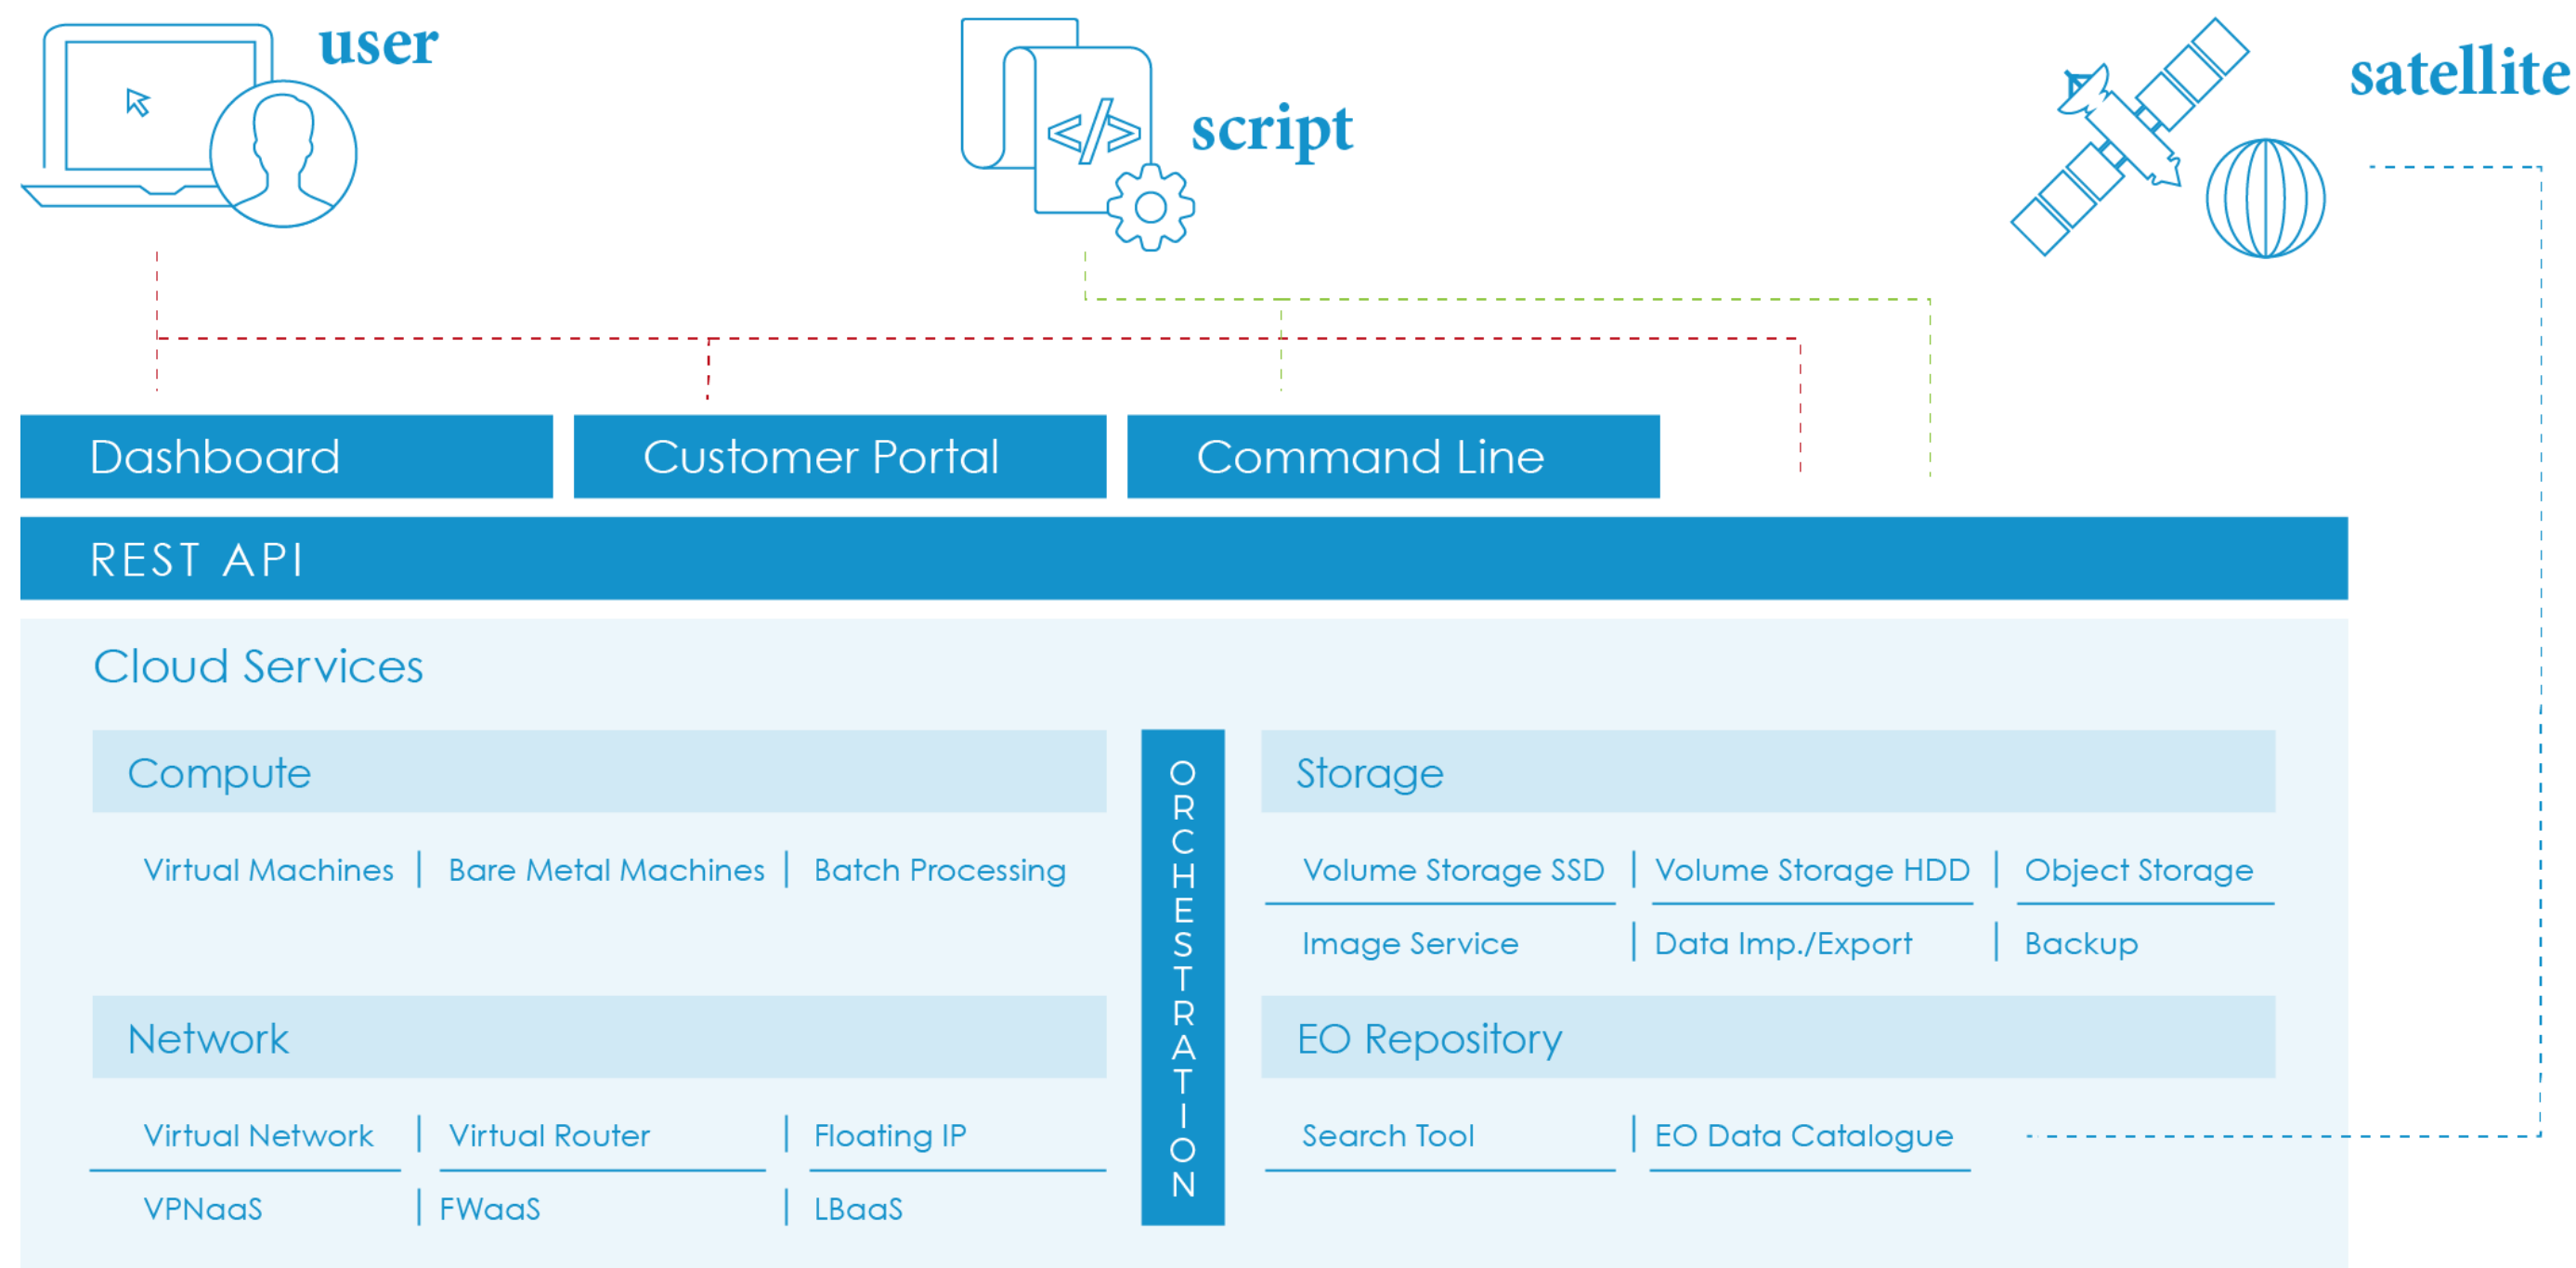 user
script
satellite
</>
Dashboard
Customer Portal
Command Line
REST API
Cloud Services
Compute
Virtual Machines
Bare Metal Machines
Batch Processing
Network
Virtual Network
Virtual Router
Floating IP
VPNaaS
FWaaS
LBaaS
ORCHESTRATION
Storage
Volume Storage SSD
Volume Storage HDD
Object Storage
Image Service
Data Imp./Export
Backup
EO Repository
Search Tool
EO Data Catalogue